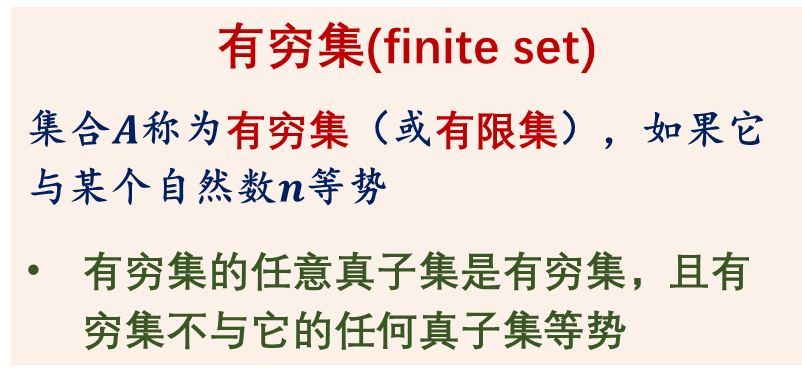 有穷集(finite set)
集合A称为有穷集（或有限集），如果它
与某个自然数n等势
• 有穷集的任意真子集是有穷集，且有
穷集不与它的任何真子集等势